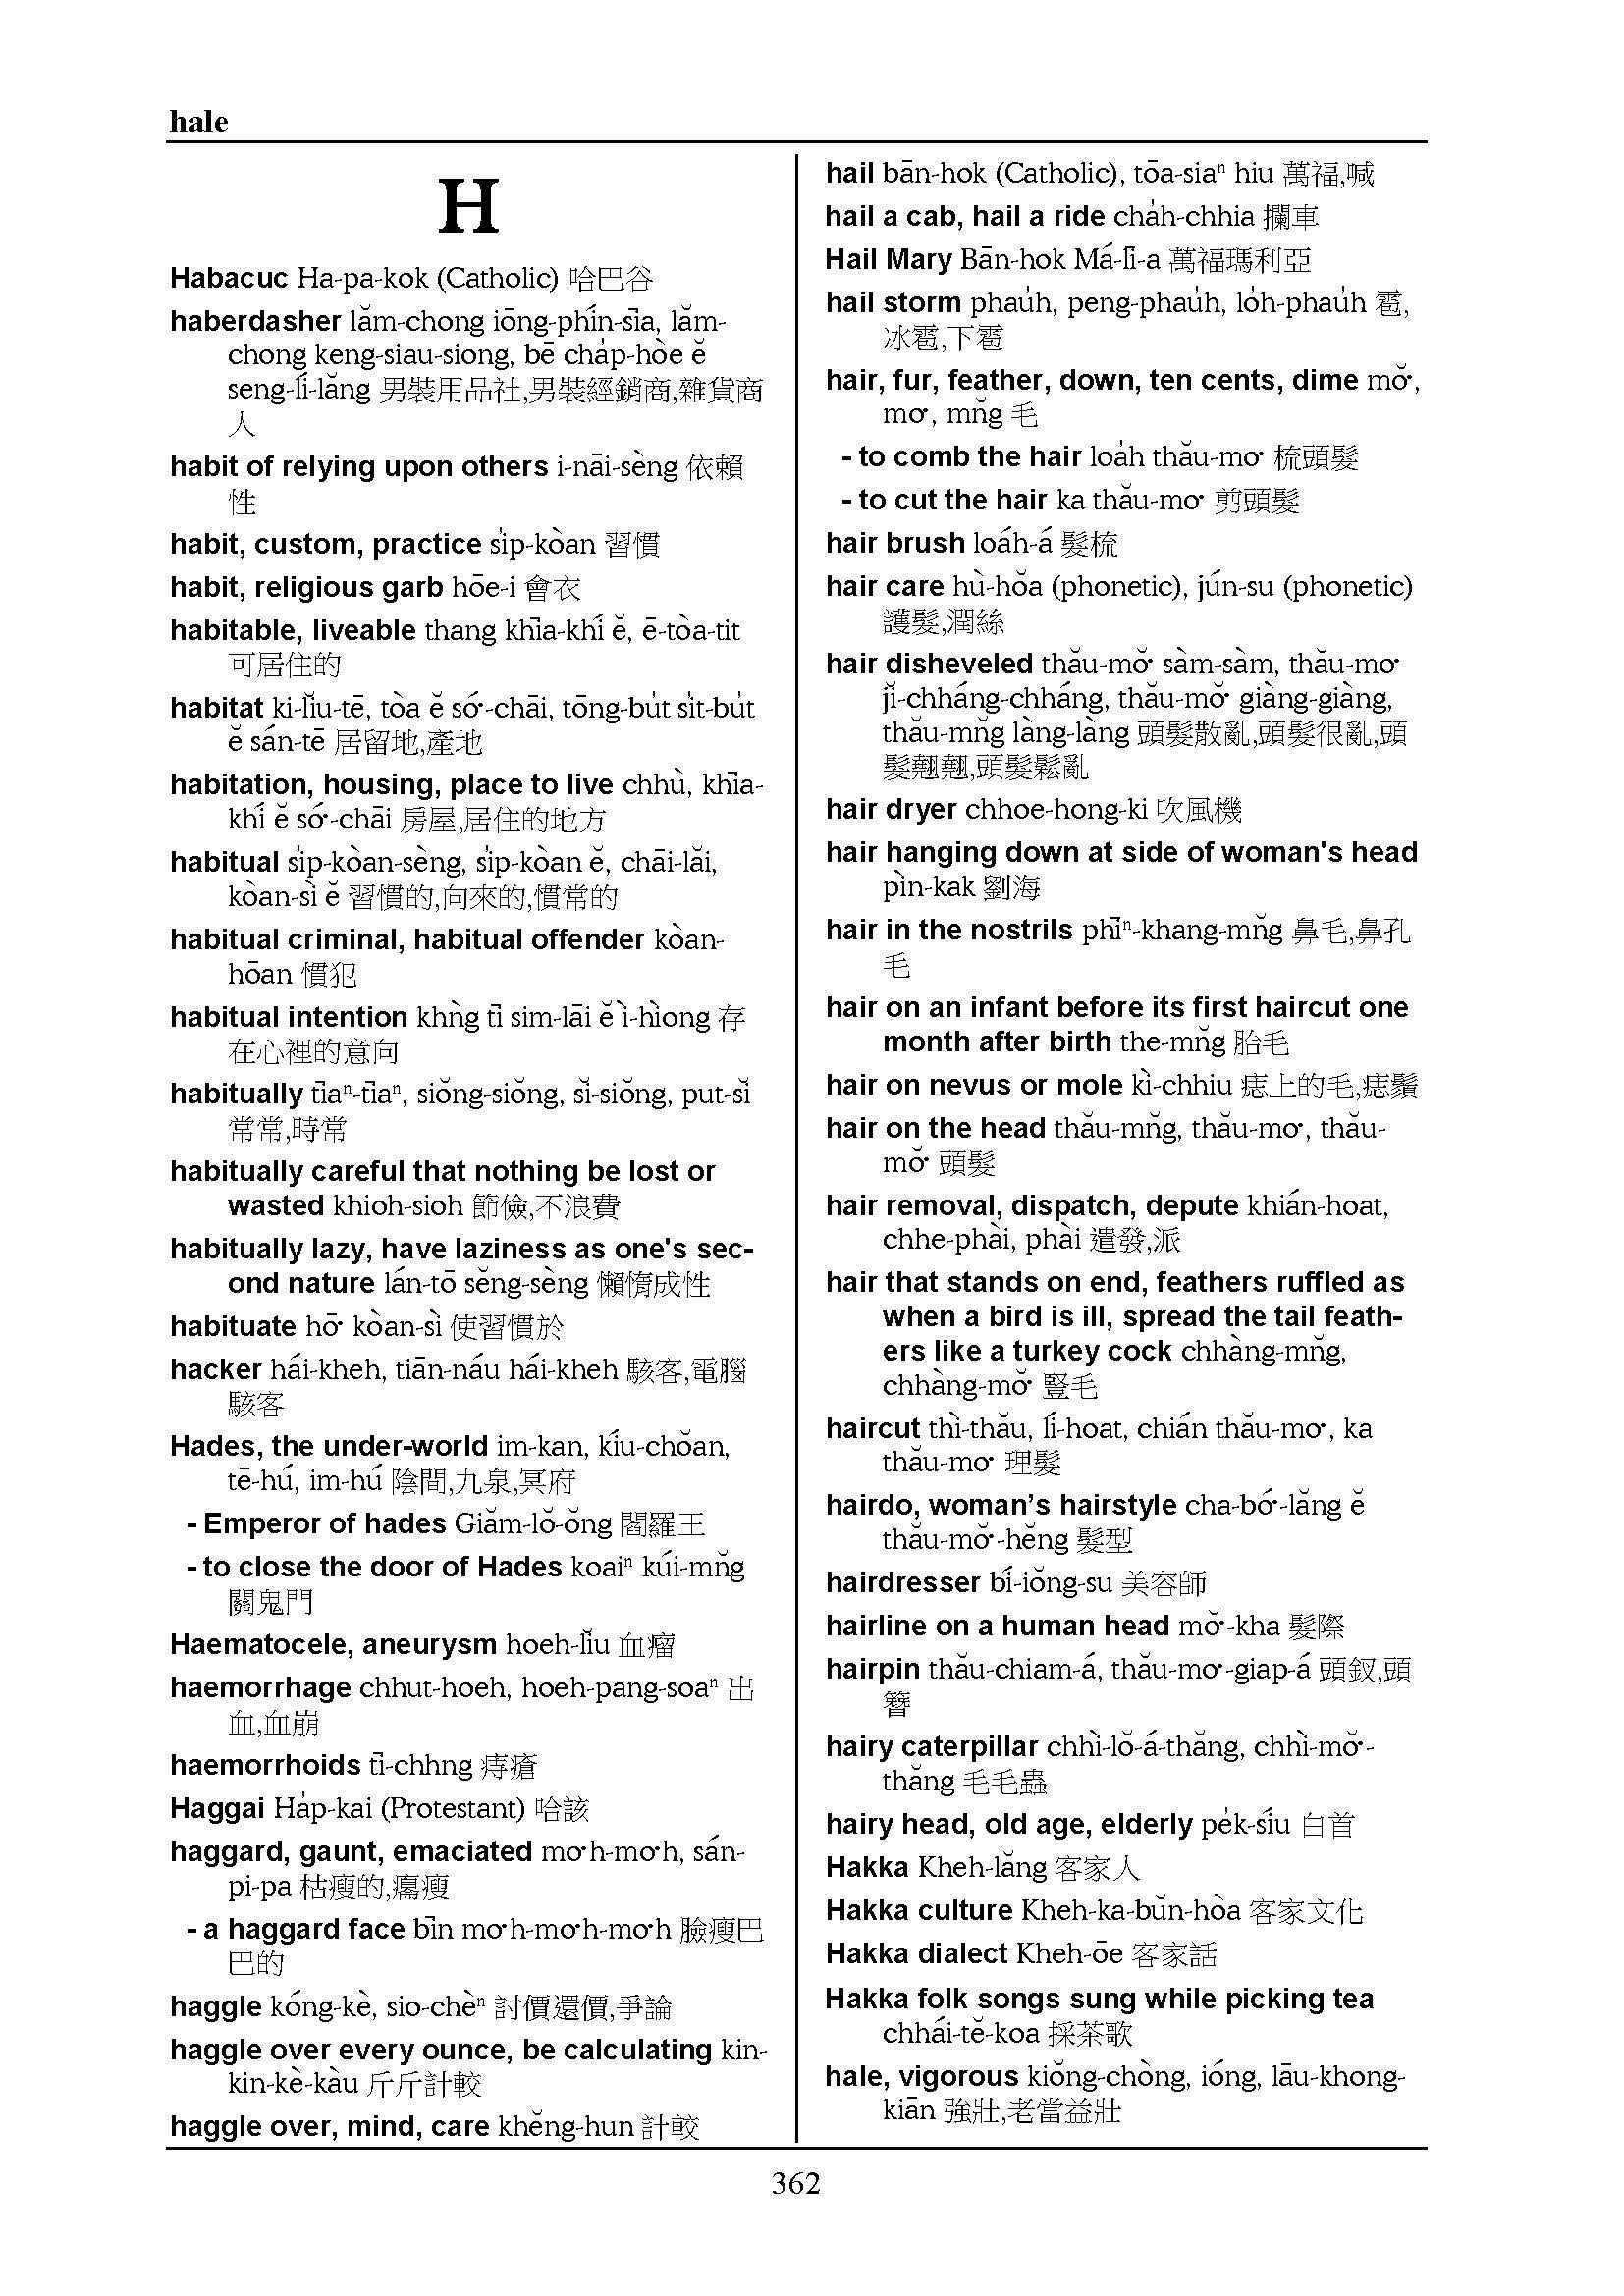 hale
H
Habacuc Ha-pa-kok (Catholic) 哈巴谷
haberdasher lăm-chong iōng-phín-sīa, lăm-
chong keng-siau-siong, bē cha̍p-hòe ĕ
seng-lí-lăng 男裝用品社,男裝經銷商,雜貨商
人
habit of relying upon others i-nāi-sèng 依賴
性
habit, custom, practice si̍p-kòan 習慣
habit, religious garb hōe-i 會衣
habitable, liveable thang khīa-khí ĕ, ē-tòa-tit
可居住的
habitat ki-lĭu-tē, tòa ĕ só͘-chāi, tōng-bu̍t si̍t-bu̍t
ĕ sán-tē 居留地,產地
habitation, housing, place to live chhù, khīa-
khí ĕ só͘-chāi 房屋,居住的地方
habitual si̍p-kòan-sèng, si̍p-kòan ĕ, chāi-lăi,
kòan-sì ĕ 習慣的,向來的,慣常的
habitual criminal, habitual offender kòan-
hōan 慣犯
habitual intention khǹg tī sim-lāi ĕ ì-hìong 存
在心裡的意向
habitually tīaⁿ-tīaⁿ, siŏng-siŏng, sĭ-siŏng, put-sĭ
常常,時常
habitually careful that nothing be lost or
wasted khioh-sioh 節儉,不浪費
habitually lazy, have laziness as one's sec-
ond nature lán-tō sĕng-sèng 懶惰成性
habituate hō͘ kòan-sì 使習慣於
hacker hái-kheh, tiān-náu hái-kheh 駭客,電腦
駭客
Hades, the under-world im-kan, kíu-chŏan,
tē-hú, im-hú 陰間,九泉,冥府
- Emperor of hades Giăm-lŏ-ŏng 閻羅王
- to close the door of Hades koaiⁿ kúi-mn̆g
關鬼門
Haematocele, aneurysm hoeh-lĭu 血瘤
haemorrhage chhut-hoeh, hoeh-pang-soaⁿ 出
血,血崩
haemorrhoids tī-chhng 痔瘡
Haggai Ha̍p-kai (Protestant) 哈該
haggard, gaunt, emaciated mo͘h-mo͘h, sán-
pi-pa 枯瘦的,癟瘦
- a haggard face bīn mo͘h-mo͘h-mo͘h 臉瘦巴
巴的
haggle kóng-kè, sio-chèⁿ 討價還價,爭論
haggle over every ounce, be calculating kin-
kin-kè-kàu 斤斤計較
haggle over, mind, care khĕng-hun 計較
hail bān-hok (Catholic), tōa-siaⁿ hiu 萬福,喊
hail a cab, hail a ride cha̍h-chhia 攔車
Hail Mary Bān-hok Má-lī-a 萬福瑪利亞
hail storm phau̍h, peng-phau̍h, lo̍h-phau̍h 雹,
冰雹,下雹
hair, fur, feather, down, ten cents, dime mŏ͘,
mo͘, mn̆g 毛
- to comb the hair loa̍h thău-mo͘ 梳頭髮
- to cut the hair ka thău-mo͘ 剪頭髮
hair brush loáh-á 髮梳
hair care hù-hŏa (phonetic), jún-su (phonetic)
護髮,潤絲
hair disheveled thău-mŏ͘ sàm-sàm, thău-mo͘
jĭ-chháng-chháng, thău-mŏ͘ giàng-giàng,
thău-mn̆g làng-làng 頭髮散亂,頭髮很亂,頭
髮翹翹,頭髮鬆亂
hair dryer chhoe-hong-ki 吹風機
hair hanging down at side of woman's head
pìn-kak 劉海
hair in the nostrils phīⁿ-khang-mn̆g 鼻毛,鼻孔
毛
hair on an infant before its first haircut one
month after birth the-mn̆g 胎毛
hair on nevus or mole kì-chhiu 痣上的毛,痣鬚
hair on the head thău-mn̆g, thău-mo͘, thău-
mŏ͘ 頭髮
hair removal, dispatch, depute khián-hoat,
chhe-phài, phài 遣發,派
hair that stands on end, feathers ruffled as
when a bird is ill, spread the tail feath-
ers like a turkey cock chhàng-mn̆g,
chhàng-mŏ͘ 豎毛
haircut thì-thău, lí-hoat, chián thău-mo͘, ka
thău-mo͘ 理髮
hairdo, woman’s hairstyle cha-bó͘-lăng ĕ
thău-mŏ͘-hĕng 髮型
hairdresser bí-iŏng-su 美容師
hairline on a human head mŏ͘-kha 髮際
hairpin thău-chiam-á, thău-mo͘-giap-á 頭釵,頭
簪
hairy caterpillar chhì-lŏ-á-thăng, chhì-mŏ͘-
thăng 毛毛蟲
hairy head, old age, elderly pe̍k-síu 白首
Hakka Kheh-lăng 客家人
Hakka culture Kheh-ka-bŭn-hòa 客家文化
Hakka dialect Kheh-ōe 客家話
Hakka folk songs sung while picking tea
chhái-tĕ-koa 採茶歌
hale, vigorous kiŏng-chòng, ióng, lāu-khong-
kiān 強壯,老當益壯
362